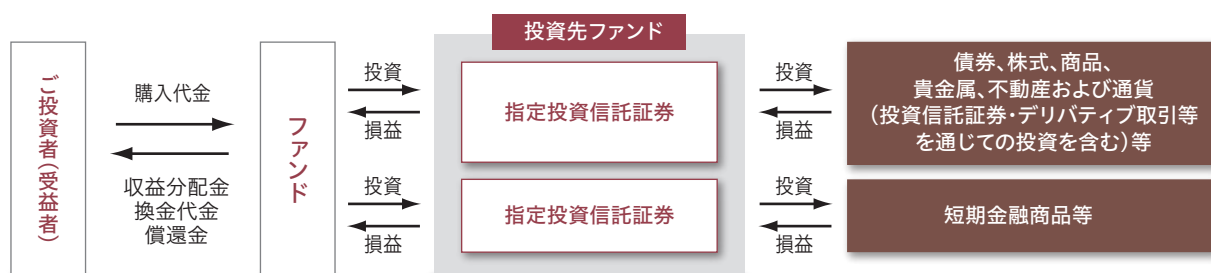 投資先ファンド
ご投資者(受益者)
購入代金
収益分配金
換金代金
償還金
ファンド
投資
損益
指定投資信託証券
投資
損益
債券、株式、商品、
貴金属、不動産および通貨
(投資信託証券・デリバティブ取引等
を通じての投資を含む)等
投資
損益
指定投資信託証券
投資
損益
短期金融商品等